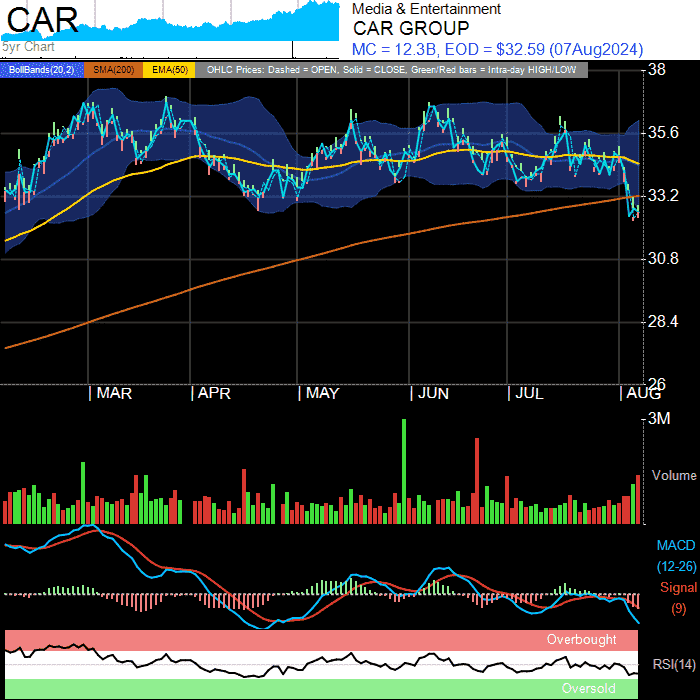 CAR
5yr Chart
Media & Entertainment
CAR GROUP
MC = 12.3B, EOD = $32.59 (07Aug2024)
BollBands(20,2) SMA(200) EMA(50) OHLC Prices: Dashed = OPEN, Solid = CLOSE, Green/Red bars = Intra-day HIGH/LOW
38
35.6
33.2
30.8
28.4
26
MAR APR MAY JUN JUL AUG
3M
Volume
MACD
(12-26)
Signal
(9)
Overbought
RSI(14)
Oversold